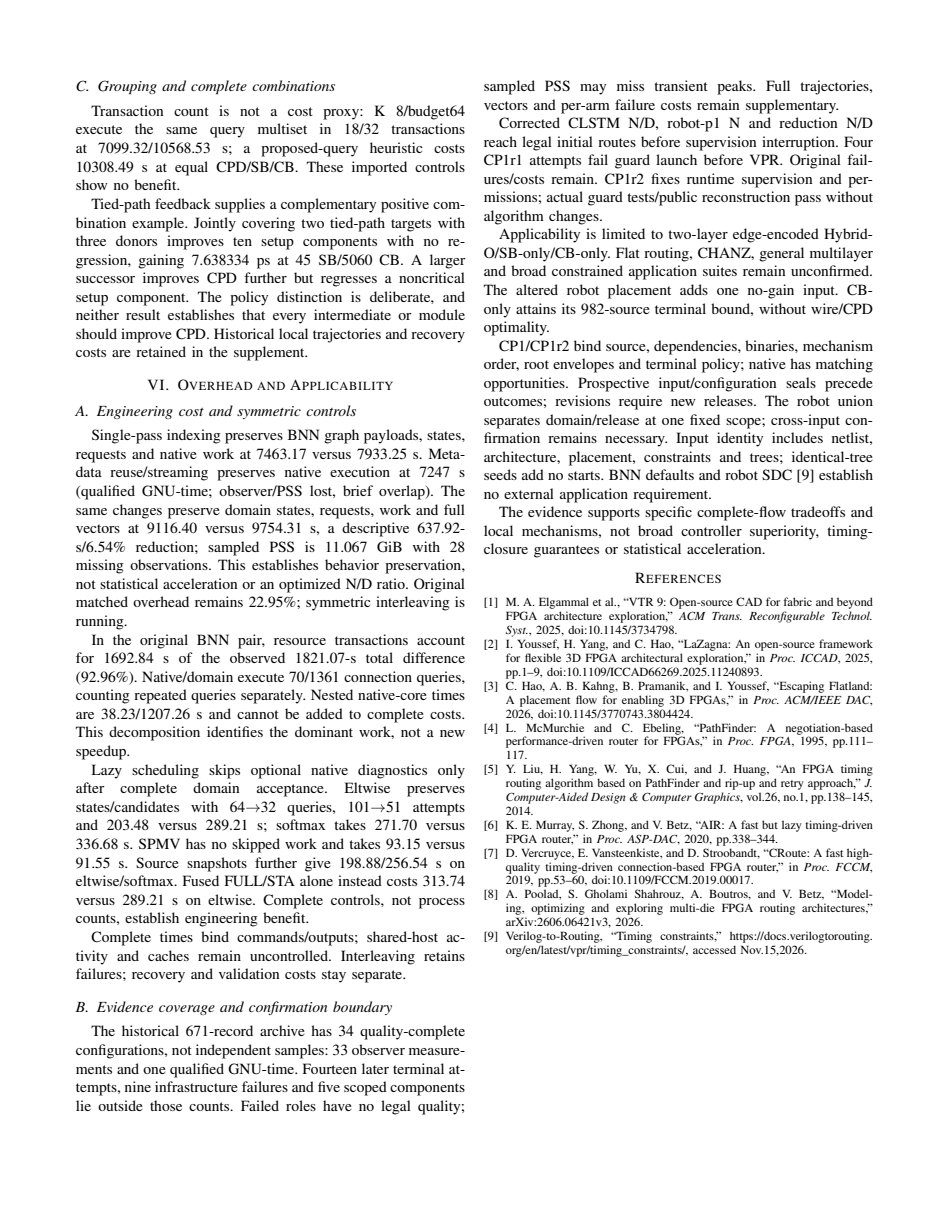 C. Grouping and complete combinations
Transaction count is not a cost proxy: K 8/budget64
execute the same query multiset in 18/32 transactions
at 7099.32/10568.53 s; a proposed-query heuristic costs
10308.49 s at equal CPD/SB/CB. These imported controls
show no benefit.
Tied-path feedback supplies a complementary positive com-
bination example. Jointly covering two tied-path targets with
three donors improves ten setup components with no re-
gression, gaining 7.638334 ps at 45 SB/5060 CB. A larger
successor improves CPD further but regresses a noncritical
setup component. The policy distinction is deliberate, and
neither result establishes that every intermediate or module
should improve CPD. Historical local trajectories and recovery
costs are retained in the supplement.
VI. OVERHEAD AND APPLICABILITY
A. Engineering cost and symmetric controls
Single-pass indexing preserves BNN graph payloads, states,
requests and native work at 7463.17 versus 7933.25 s. Meta-
data reuse/streaming preserves native execution at 7247 s
(qualified GNU-time; observer/PSS lost, brief overlap). The
same changes preserve domain states, requests, work and full
vectors at 9116.40 versus 9754.31 s, a descriptive 637.92-
s/6.54% reduction; sampled PSS is 11.067 GiB with 28
missing observations. This establishes behavior preservation,
not statistical acceleration or an optimized N/D ratio. Original
matched overhead remains 22.95%; symmetric interleaving is
running.
In the original BNN pair, resource transactions account
for 1692.84 s of the observed 1821.07-s total difference
(92.96%). Native/domain execute 70/1361 connection queries,
counting repeated queries separately. Nested native-core times
are 38.23/1207.26 s and cannot be added to complete costs.
This decomposition identifies the dominant work, not a new
speedup.
Lazy scheduling skips optional native diagnostics only
after complete domain acceptance. Eltwise preserves
states/candidates with 64→32 queries, 101→51 attempts
and 203.48 versus 289.21 s; softmax takes 271.70 versus
336.68 s. SPMV has no skipped work and takes 93.15 versus
91.55 s. Source snapshots further give 198.88/256.54 s on
eltwise/softmax. Fused FULL/STA alone instead costs 313.74
versus 289.21 s on eltwise. Complete controls, not process
counts, establish engineering benefit.
Complete times bind commands/outputs; shared-host ac-
tivity and caches remain uncontrolled. Interleaving retains
failures; recovery and validation costs stay separate.
B. Evidence coverage and confirmation boundary
The historical 671-record archive has 34 quality-complete
configurations, not independent samples: 33 observer measure-
ments and one qualified GNU-time. Fourteen later terminal at-
tempts, nine infrastructure failures and five scoped components
lie outside those counts. Failed roles have no legal quality;
sampled PSS may miss transient peaks. Full trajectories,
vectors and per-arm failure costs remain supplementary.
Corrected CLSTM N/D, robot-p1 N and reduction N/D
reach legal initial routes before supervision interruption. Four
CP1r1 attempts fail guard launch before VPR. Original fail-
ures/costs remain. CP1r2 fixes runtime supervision and per-
missions; actual guard tests/public reconstruction pass without
algorithm changes.
Applicability is limited to two-layer edge-encoded Hybrid-
O/SB-only/CB-only. Flat routing, CHANZ, general multilayer
and broad constrained application suites remain unconfirmed.
The altered robot placement adds one no-gain input. CB-
only attains its 982-source terminal bound, without wire/CPD
optimality.
CP1/CP1r2 bind source, dependencies, binaries, mechanism
order, root envelopes and terminal policy; native has matching
opportunities. Prospective input/configuration seals precede
outcomes; revisions require new releases. The robot union
separates domain/release at one fixed scope; cross-input con-
firmation remains necessary. Input identity includes netlist,
architecture, placement, constraints and trees; identical-tree
seeds add no starts. BNN defaults and robot SDC [9] establish
no external application requirement.
The evidence supports specific complete-flow tradeoffs and
local mechanisms, not broad controller superiority, timing-
closure guarantees or statistical acceleration.
REFERENCES
[1] M. A. Elgammal et al., “VTR 9: Open-source CAD for fabric and beyond
FPGA architecture exploration,” ACM Trans. Reconfigurable Technol.
Syst., 2025, doi:10.1145/3734798.
[2] I. Youssef, H. Yang, and C. Hao, “LaZagna: An open-source framework
for flexible 3D FPGA architectural exploration,” in Proc. ICCAD, 2025,
pp.1–9, doi:10.1109/ICCAD66269.2025.11240893.
[3] C. Hao, A. B. Kahng, B. Pramanik, and I. Youssef, “Escaping Flatland:
A placement flow for enabling 3D FPGAs,” in Proc. ACM/IEEE DAC,
2026, doi:10.1145/3770743.3804424.
[4] L. McMurchie and C. Ebeling, “PathFinder: A negotiation-based
performance-driven router for FPGAs,” in Proc. FPGA, 1995, pp.111–
117.
[5] Y. Liu, H. Yang, W. Yu, X. Cui, and J. Huang, “An FPGA timing
routing algorithm based on PathFinder and rip-up and retry approach,” J.
Computer-Aided Design & Computer Graphics, vol.26, no.1, pp.138–145,
2014.
[6] K. E. Murray, S. Zhong, and V. Betz, “AIR: A fast but lazy timing-driven
FPGA router,” in Proc. ASP-DAC, 2020, pp.338–344.
[7] D. Vercruyce, E. Vansteenkiste, and D. Stroobandt, “CRoute: A fast high-
quality timing-driven connection-based FPGA router,” in Proc. FCCM,
2019, pp.53–60, doi:10.1109/FCCM.2019.00017.
[8] A. Poolad, S. Gholami Shahrouz, A. Boutros, and V. Betz, “Model-
ing, optimizing and exploring multi-die FPGA routing architectures,”
arXiv:2606.06421v3, 2026.
[9] Verilog-to-Routing, “Timing constraints,” https://docs.verilogtorouting.
org/en/latest/vpr/timing_constraints/, accessed Nov.15,2026.